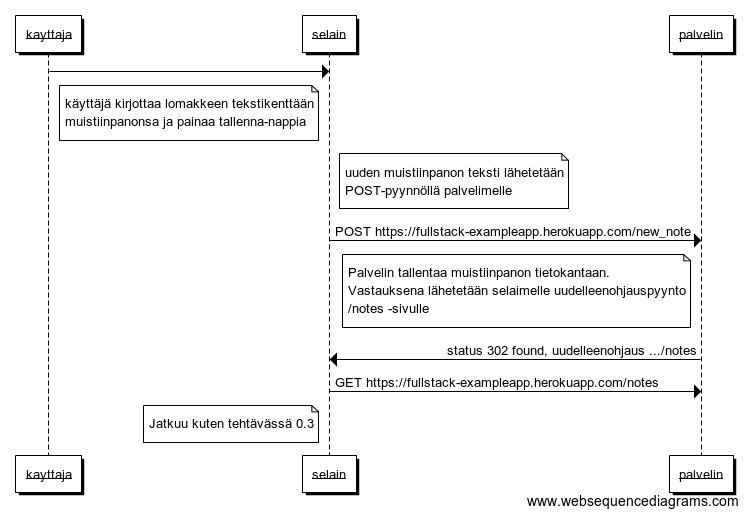 kayttaja
selain
palvelin
käyttäjä kirjottaa lomakkeen tekstikenttään
muistiinpanonsa ja painaa tallenna-nappia
uuden muistiinpanon teksti lähetetään
POST-pyynnöllä palvelimelle
POST https://fullstack-exampleapp.herokuapp.com/new_note
Palvelin tallentaa muistiinpanon tietokantaan.
Vastauksena lähetetään selaimelle uudelleenohjauspyynto
/notes -sivulle
status 302 found, uudelleenohjaus .../notes
GET https://fullstack-exampleapp.herokuapp.com/notes
Jatkuu kuten tehtävässä 0.3
kayttaja
selain
palvelin
www.websequencediagrams.com